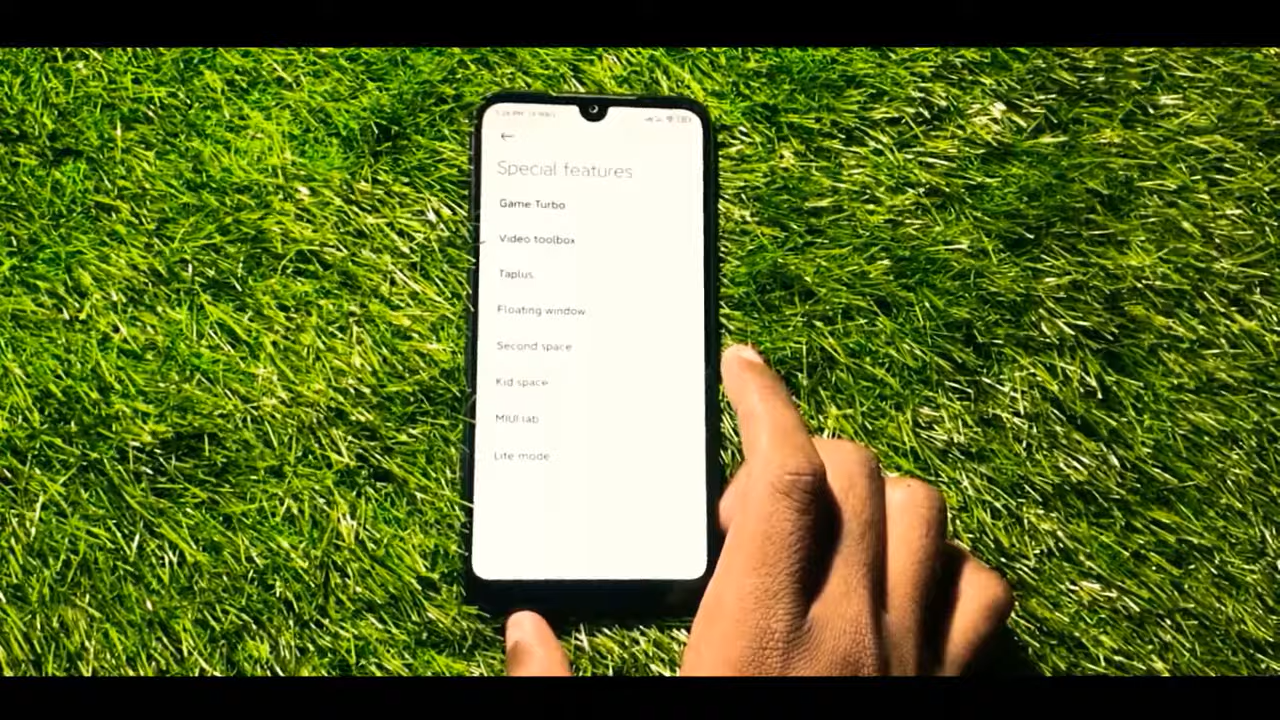 Special features
Game Turbo
Video toolbox
Taplus
Floating window
Second space
Kid space
MIUI lab
Lite mode